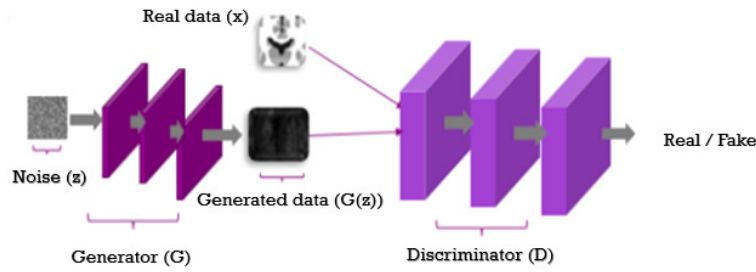 Real data (x)
Noise (z)
Generated data (G(z))
Real / Fake
Generator (G)
Discriminator (D)